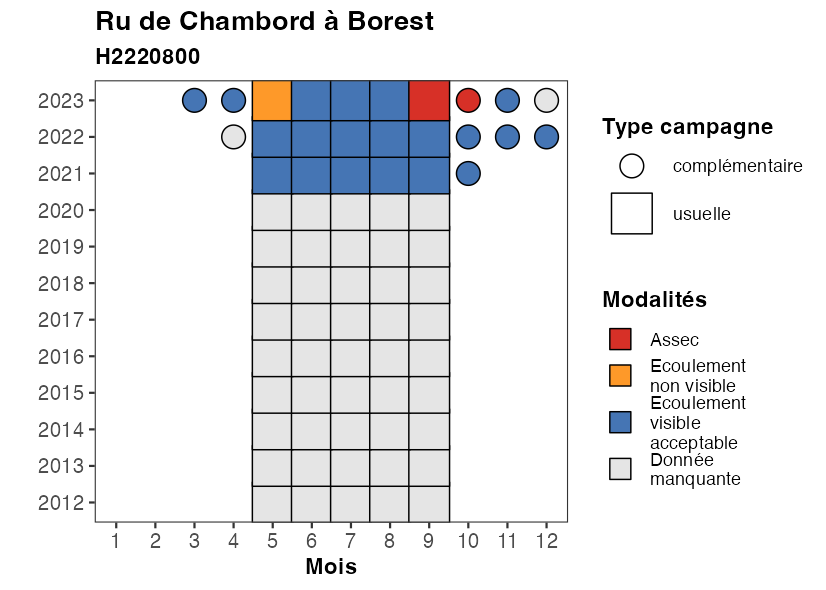 Ru de Chambord à Borest
H2220800
2023
2022
2021
2020
2019
2018
2017
2016
2015
2014
2013
2012
1 2 3 4 5 6 7 8 9 10 11 12
Mois
Type campagne
complémentaire
usuelle
Modalités
Assec
Ecoulement
non visible
Ecoulement
visible
acceptable
Donnée
manquante